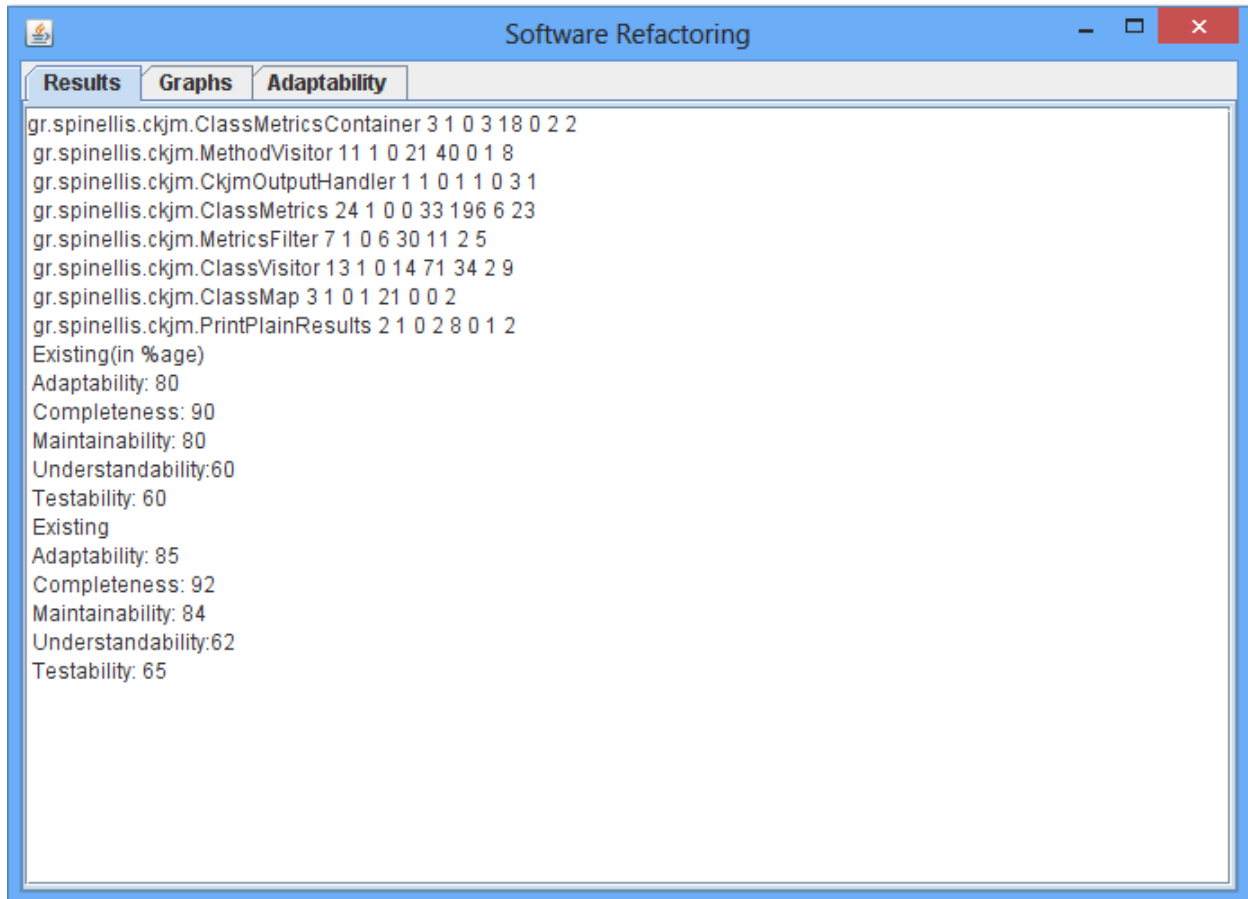 Software Refactoring
Results Graphs Adaptability
gr.spinellis.ckjm.ClassMetricsContainer 3 1 0 3 18 0 2 2
gr.spinellis.ckjm.MethodVisitor 11 1 0 21 40 0 1 8
gr.spinellis.ckjm.CkjmOutputHandler 1 1 0 1 1 0 3 1
gr.spinellis.ckjm.ClassMetrics 24 1 0 0 33 196 6 23
gr.spinellis.ckjm.MetricsFilter 7 1 0 6 30 11 2 5
gr.spinellis.ckjm.ClassVisitor 13 1 0 14 71 34 2 9
gr.spinellis.ckjm.ClassMap 3 1 0 1 21 0 0 2
gr.spinellis.ckjm.PrintPlainResults 2 1 0 2 8 0 1 2
Existing(in %age)
Adaptability: 80
Completeness: 90
Maintainability: 80
Understandability:60
Testability: 60
Existing
Adaptability: 85
Completeness: 92
Maintainability: 84
Understandability:62
Testability: 65